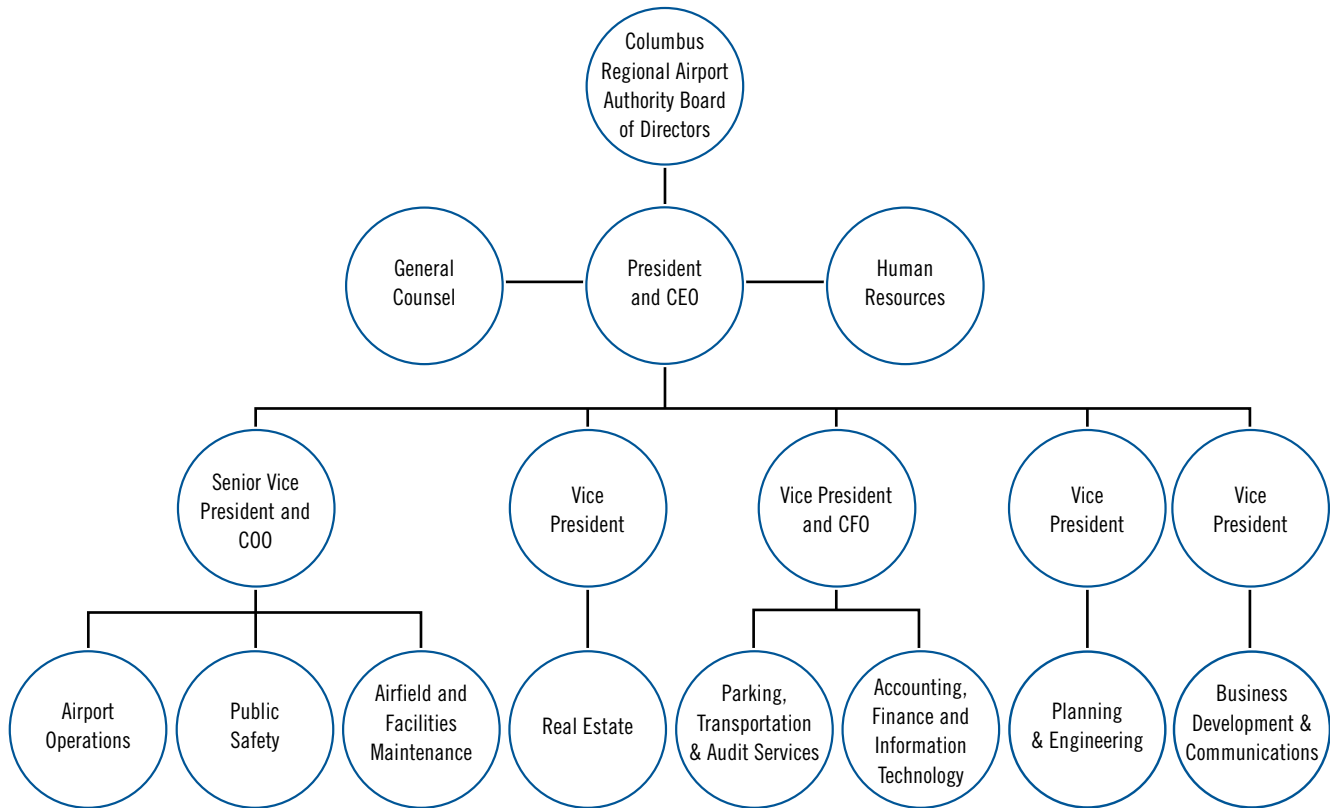 Columbus
Regional Airport
Authority Board
of Directors
General
Counsel
President
and CEO
Human
Resources
Senior Vice
President and
COO
Vice
President
Vice President
and CFO
Vice
President
Vice
President
Airport
Operations
Public
Safety
Airfield and
Facilities
Maintenance
Real Estate
Parking,
Transportation
& Audit Services
Accounting,
Finance and
Information
Technology
Planning
& Engineering
Business
Development &
Communications